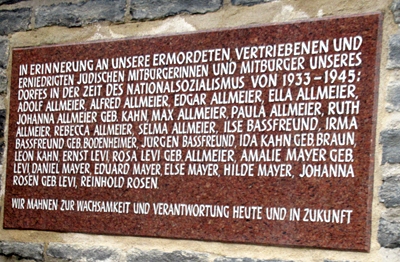 IN ERINNERUNG AN UNSERE ERMORDETEN, VERTRIEBENEN UND
ERNIEDRIGTEN JÜDISCHEN MITBÜRGERINNEN UND MITBÜRGER UNSERES
DORFES IN DER ZEIT DES NATIONALSOZIALISMUS VON 1933-1945:
ADOLF ALLMEIER, ALFRED ALLMEIER, EDGAR ALLMEIER, ELLA ALLMEIER,
JOHANNA ALLMEIER GEB. KAHN, MAX ALLMEIER, PAULA ALLMEIER, RUTH
ALLMEIER, REBECCA ALLMEIER, SELMA ALLMEIER, ILSE BASSFREUND, IRMA
BASSFREUND GEB. BODENHEIMER, JÜRGEN BASSFREUND, IDA KAHN GEB. BRAUN,
LEON KAHN, ERNST LEVI, ROSA LEVI GEB. ALLMEIER, AMALIE MAYER GEB.
LEVI, DANIEL MAYER, EDUARD MAYER, ELSE MAYER, HILDE MAYER, JOHANNA
ROSEN GEB. LEVI, REINHOLD ROSEN.
WIR MAHNEN ZUR WACHSAMKEIT UND VERANTWORTUNG HEUTE UND IN ZUKUNFT